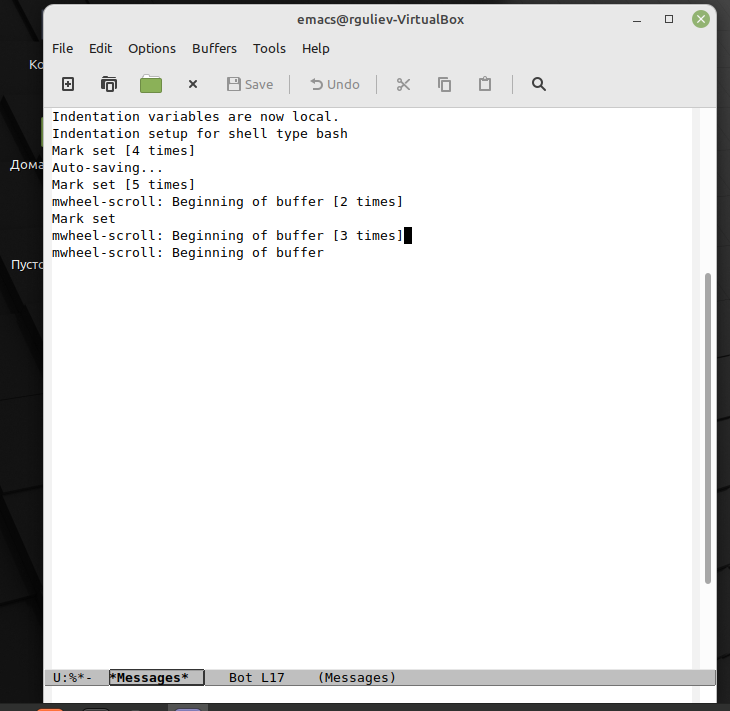 emacs@rguliev-VirtualBox
File Edit Options Buffers Tools Help
Save Undo
Indentation variables are now local.
Indentation setup for shell type bash
Mark set [4 times]
Auto-saving...
Mark set [5 times]
mwheel-scroll: Beginning of buffer [2 times]
Mark set
mwheel-scroll: Beginning of buffer [3 times]
mwheel-scroll: Beginning of buffer
U:%*- *Messages* Bot L17 (Messages)